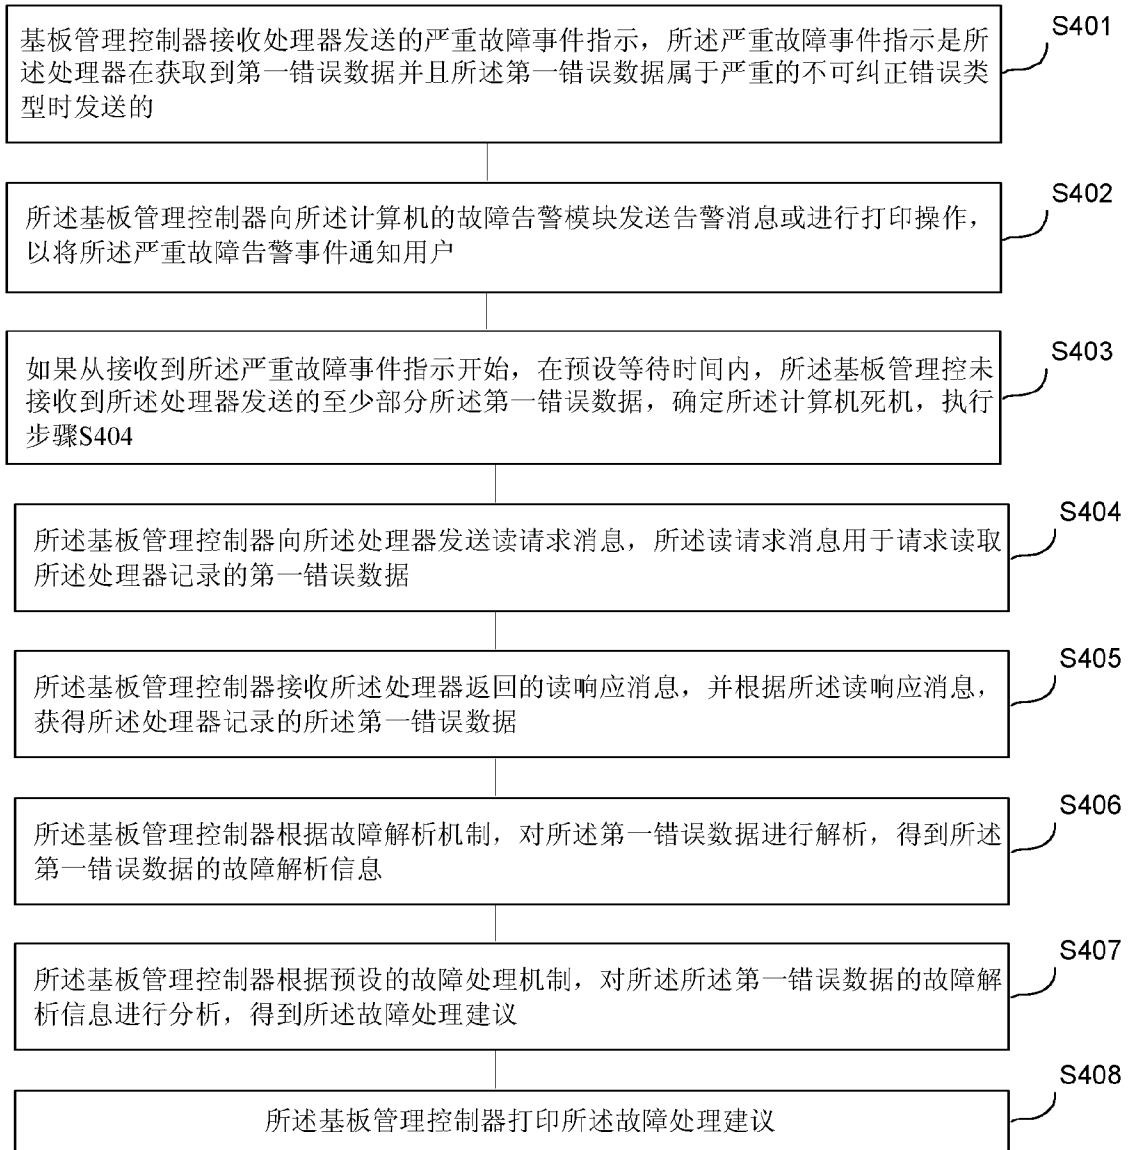 S401
基板管理控制器接收处理器发送的严重故障事件指示，所述严重故障事件指示是所
述处理器在获取到第一错误数据并且所述第一错误数据属于严重的不可纠正错误类
型时发送的
S402
所述基板管理控制器向所述计算机的故障告警模块发送告警消息或进行打印操作，
以将所述严重故障告警事件通知用户
S403
如果从接收到所述严重故障事件指示开始，在预设等待时间内，所述基板管理控未
接收到所述处理器发送的至少部分所述第一错误数据，确定所述计算机死机，执行
步骤S404
S404
所述基板管理控制器向所述处理器发送读请求消息，所述读请求消息用于请求读取
所述处理器记录的第一错误数据
S405
所述基板管理控制器接收所述处理器返回的读响应消息，并根据所述读响应消息，
获得所述处理器记录的所述第一错误数据
S406
所述基板管理控制器根据故障解析机制，对所述第一错误数据进行解析，得到所述
第一错误数据的故障解析信息
S407
所述基板管理控制器根据预设的故障处理机制，对所述所述第一错误数据的故障解
析信息进行分析，得到所述故障处理建议
S408
所述基板管理控制器打印所述故障处理建议